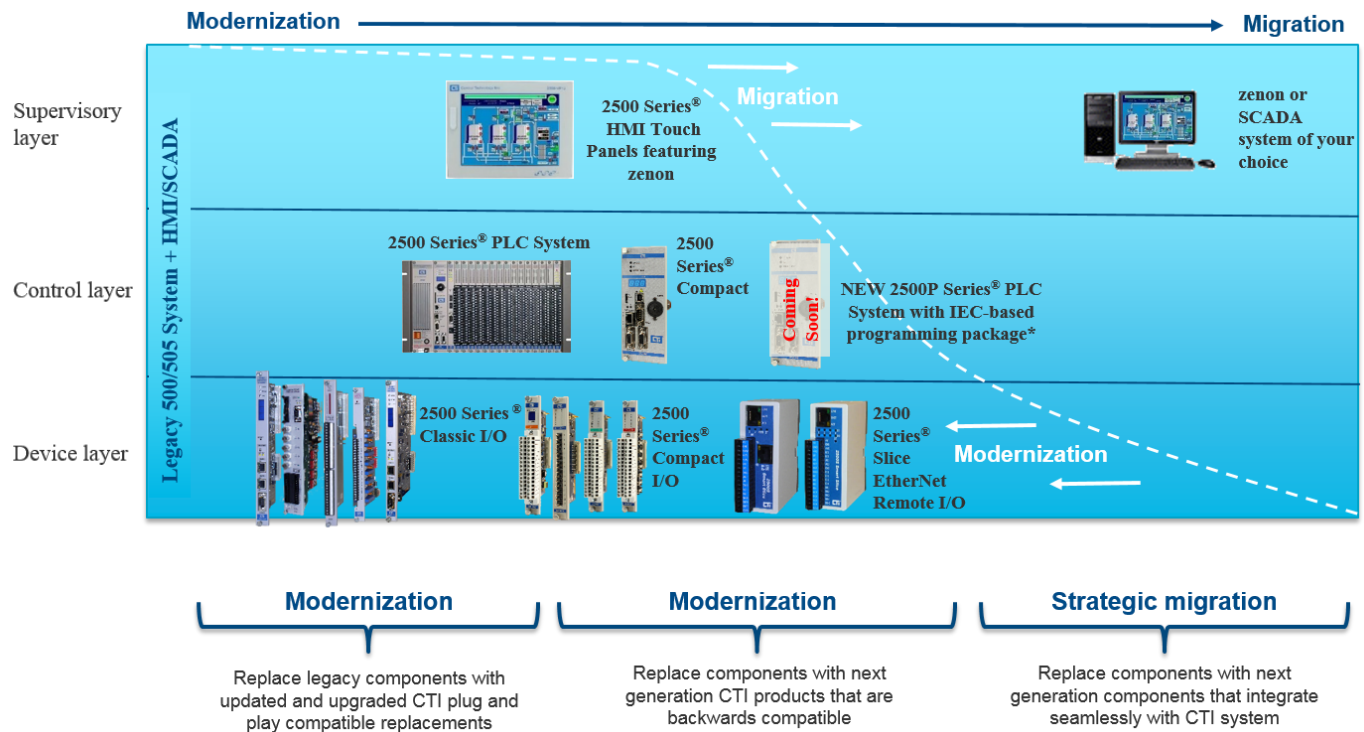 Modernization
Migration
Supervisory
layer
Legacy 500/505 System + HMI/SCADA
2500 Series®
HMI Touch
Panels featuring
zenon
Migration
zenon or
SCADA
system of your
choice
Control layer
2500 Series® PLC System
2500
Series®
Compact
CTI
Coming
Soon!
NEW 2500P Series® PLC
System with IEC-based
programming package*
Device layer
2500 Series®
Classic I/O
2500
Series®
Compact
I/O
2500
Series®
Slice
EtherNet
Remote I/O
Modernization
Modernization
Replace legacy components with
updated and upgraded CTI plug and
play compatible replacements
Modernization
Replace components with next
generation CTI products that are
backwards compatible
Strategic migration
Replace components with next
generation components that integrate
seamlessly with CTI system